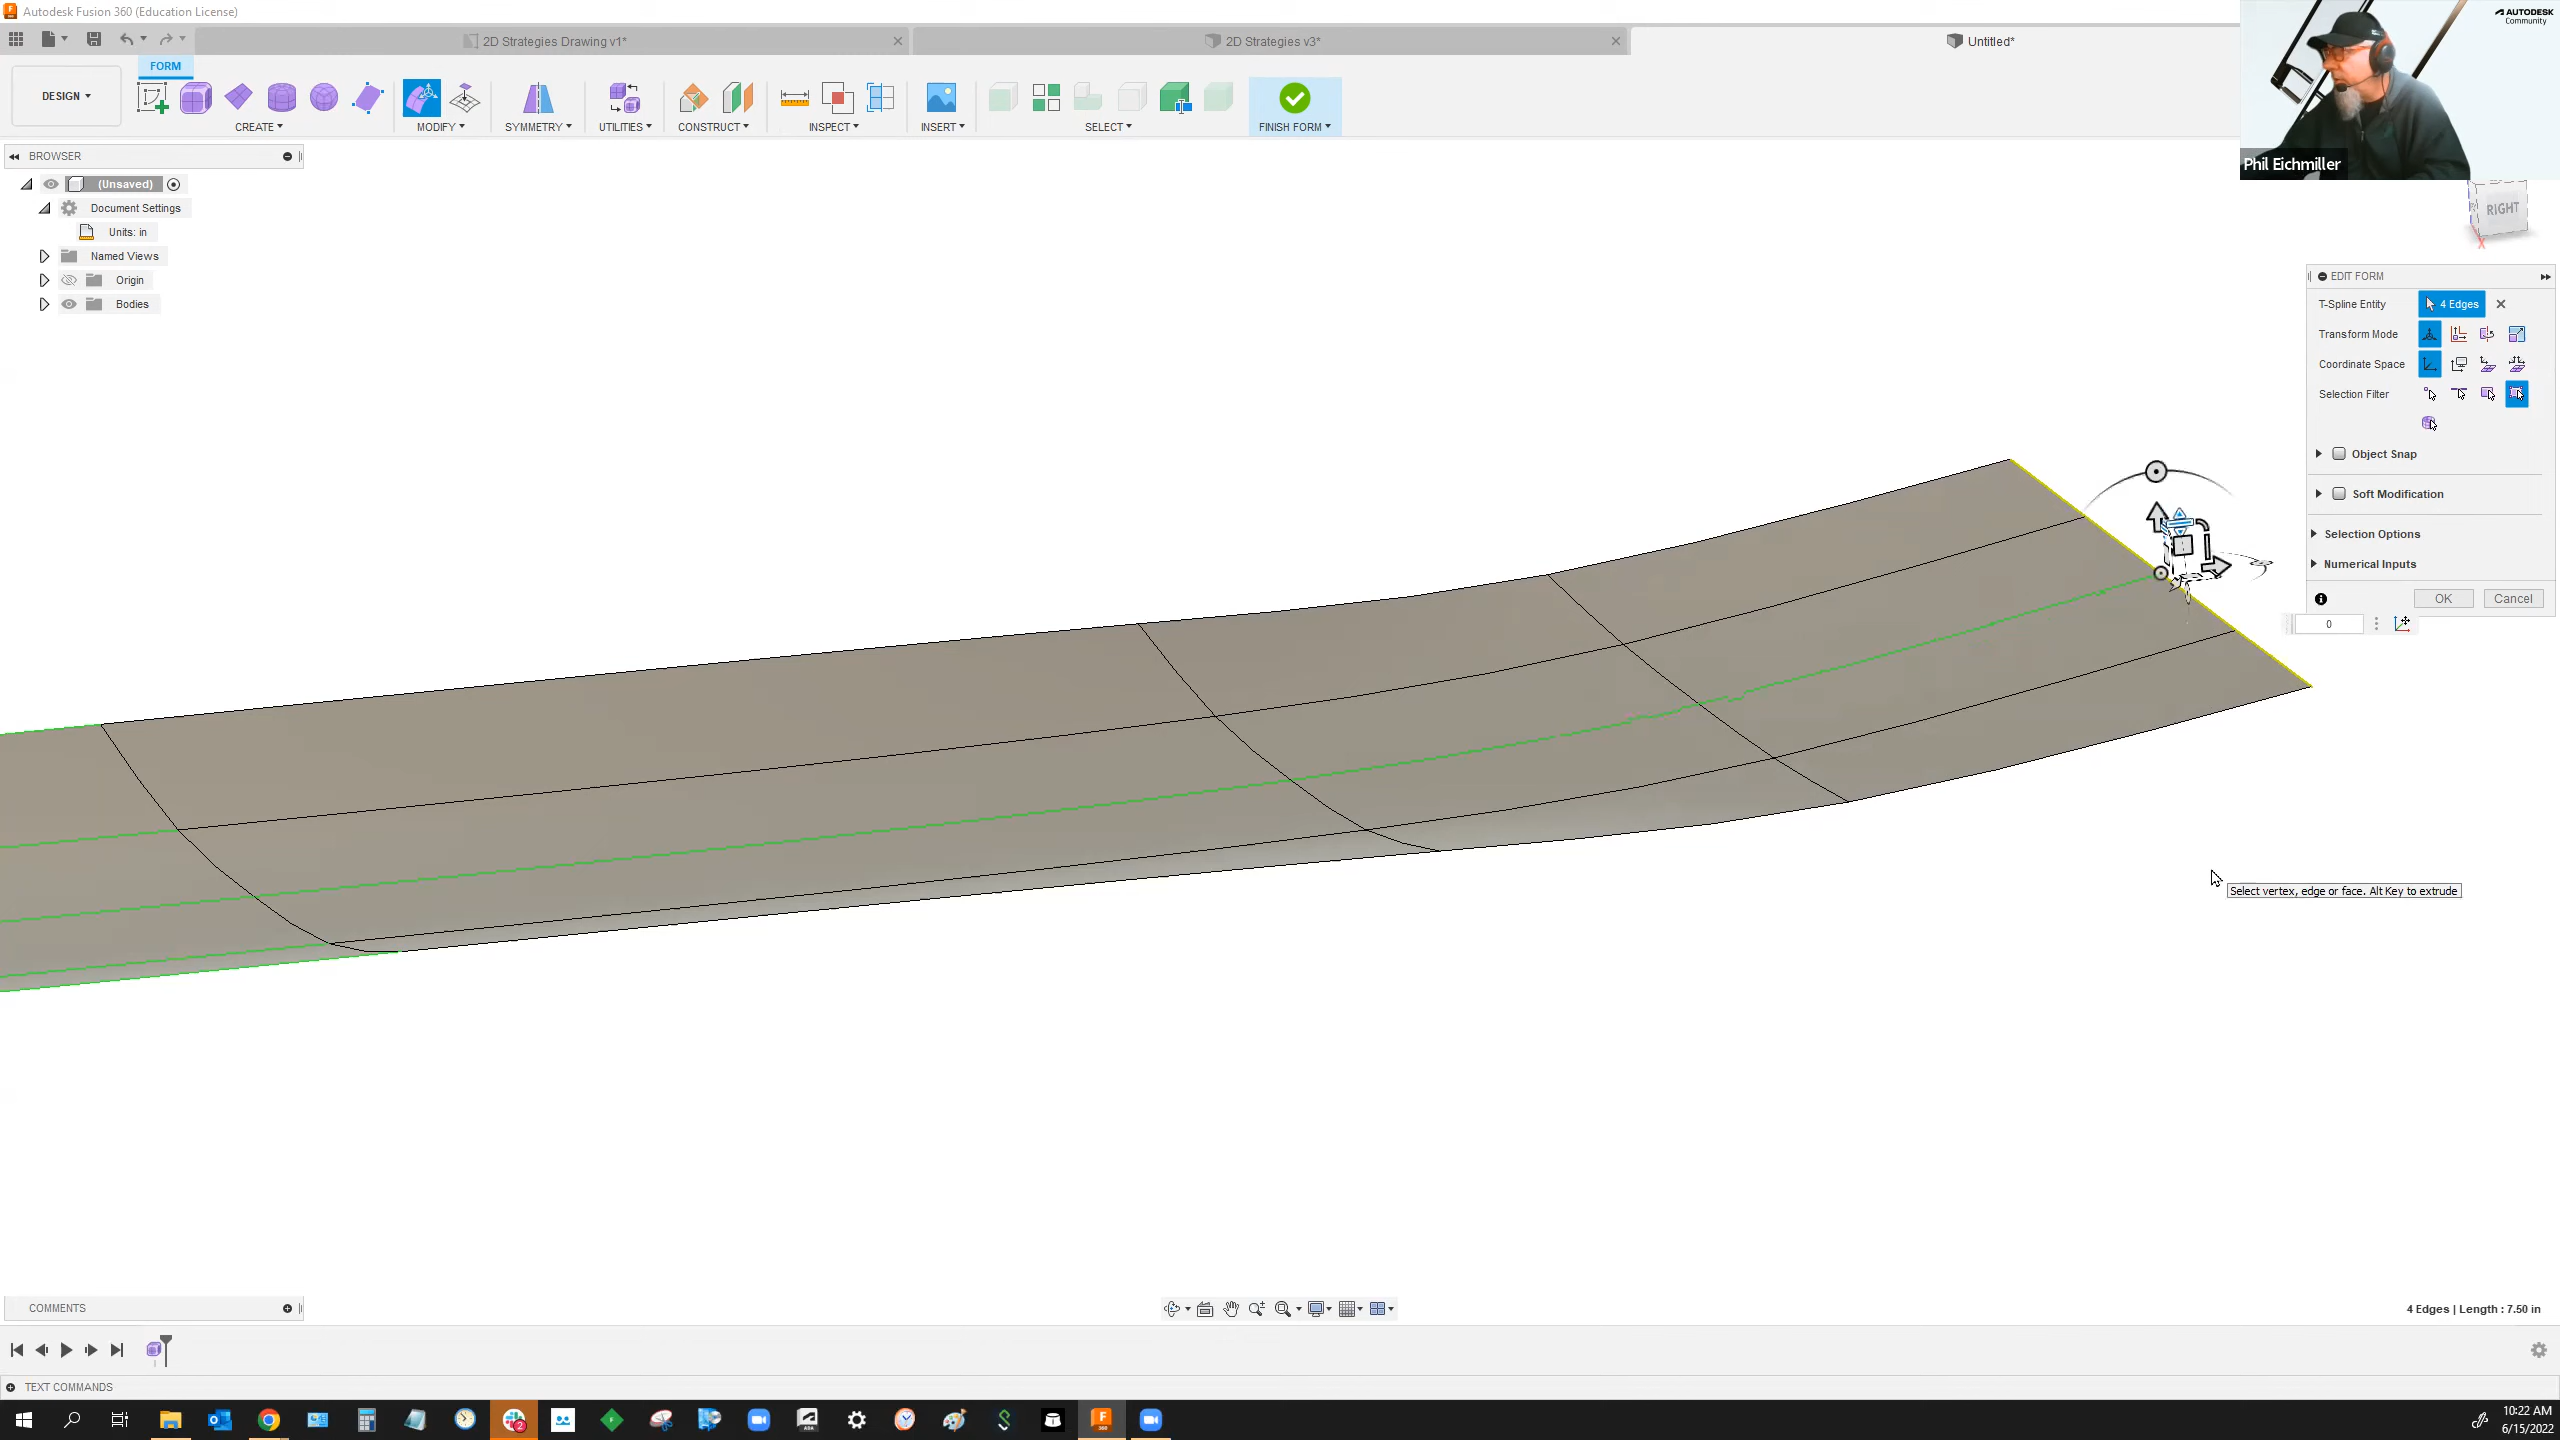 Autodesk Fusion 360 (Education License)
2D Strategies Drawing v1*
2D Strategies v3*
Untitled*
AUTODESK
Community
Phil Eichmiller
FORM
DESIGN
CREATE
MODIFY
SYMMETRY
UTILITIES
CONSTRUCT
INSPECT
INSERT
SELECT
FINISH FORM
BROWSER
(Unsaved)
Document Settings
Units: in
Named Views
Origin
Bodies
RIGHT
X
EDIT FORM
T-Spline Entity
4 Edges
Transform Mode
Coordinate Space
Selection Filter
Object Snap
Soft Modification
Selection Options
Numerical Inputs
OK
Cancel
0
Select vertex, edge or face. Alt Key to extrude
COMMENTS
4 Edges | Length : 7.50 in
TEXT COMMANDS
10:22 AM
6/15/2022